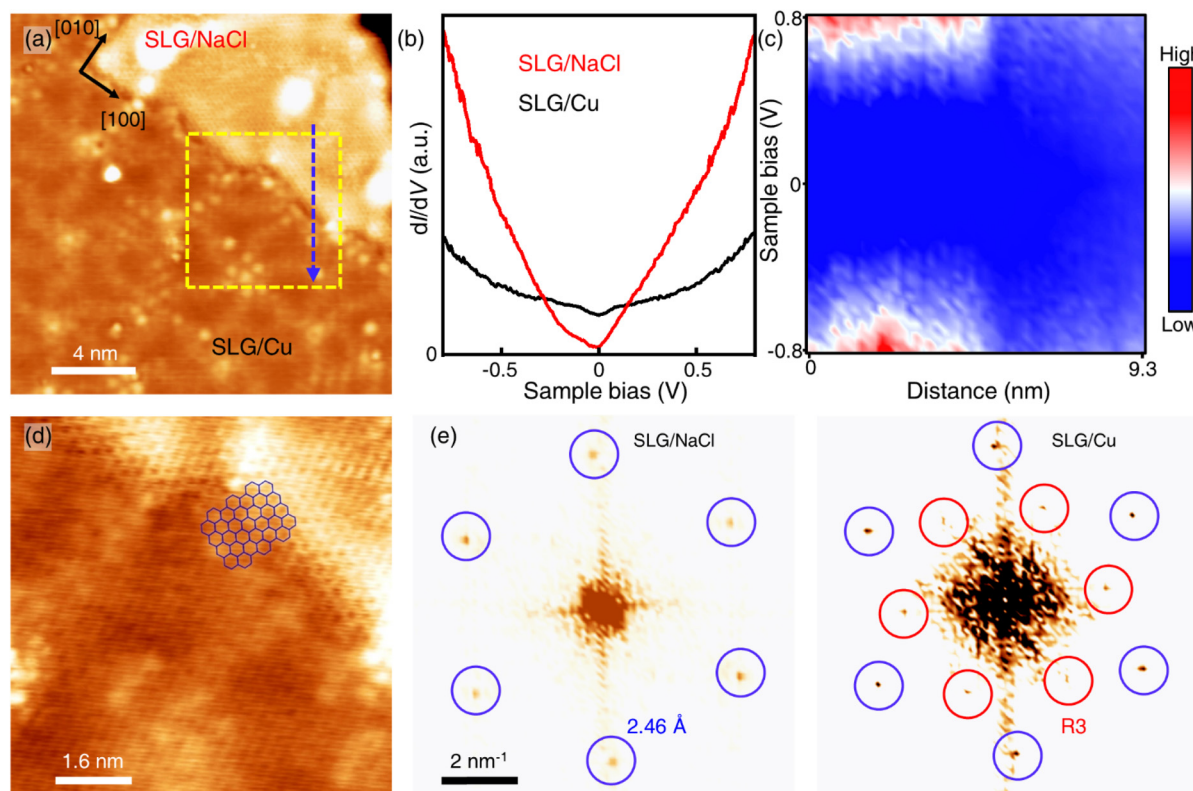 (a)
[010]
SLG/NaCl
[100]
SLG/Cu
4 nm
(b)
SLG/NaCl
SLG/Cu
dI/dV (a.u.)
0
-0.5
0
0.5
Sample bias (V)
(c)
0.8
0
-0.8
Sample bias (V)
0
9.3
Distance (nm)
High
Low
(d)
1.6 nm
(e)
SLG/NaCl
2.46 Å
2 nm⁻¹
SLG/Cu
R3